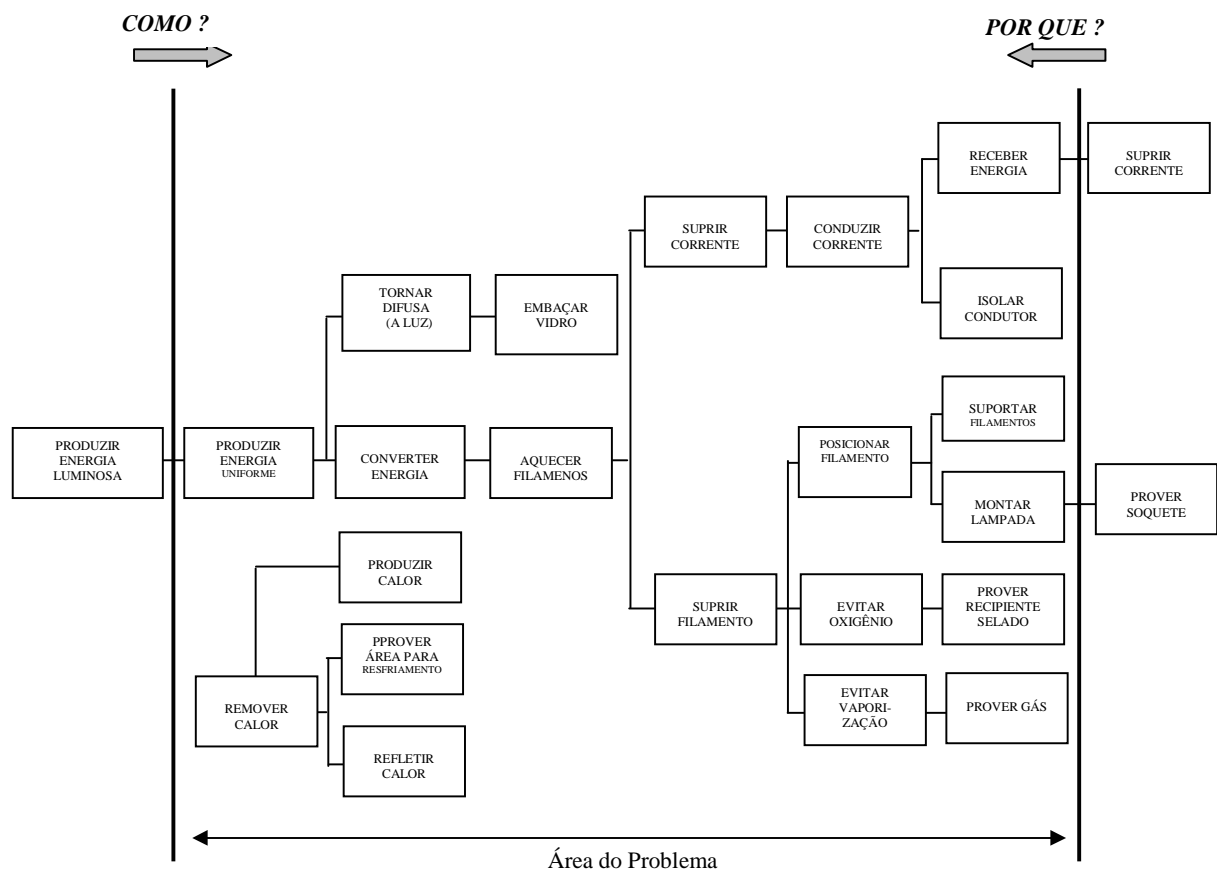 COMO ?
POR QUE ?
RECEBER
ENERGIA
SUPRIR
CORRENTE
SUPRIR
CORRENTE
CONDUZIR
CORRENTE
TORNAR
DIFUSA
(A LUZ)
EMBAÇAR
VIDRO
ISOLAR
CONDUTOR
SUPORTAR
FILAMENTOS
PRODUZIR
ENERGIA
LUMINOSA
PRODUZIR
ENERGIA
UNIFORME
CONVERTER
ENERGIA
AQUECER
FILAMENOS
POSICIONAR
FILAMENTO
MONTAR
LAMPADA
PROVER
SOQUETE
PRODUZIR
CALOR
SUPRIR
FILAMENTO
EVITAR
OXIGÊNIO
PROVER
RECIPIENTE
SELADO
PPROVER
ÁREA PARA
RESFRIAMENTO
REMOVER
CALOR
EVITAR
VAPORI-
ZAÇÃO
PROVER GÁS
REFLETIR
CALOR
Área do Problema